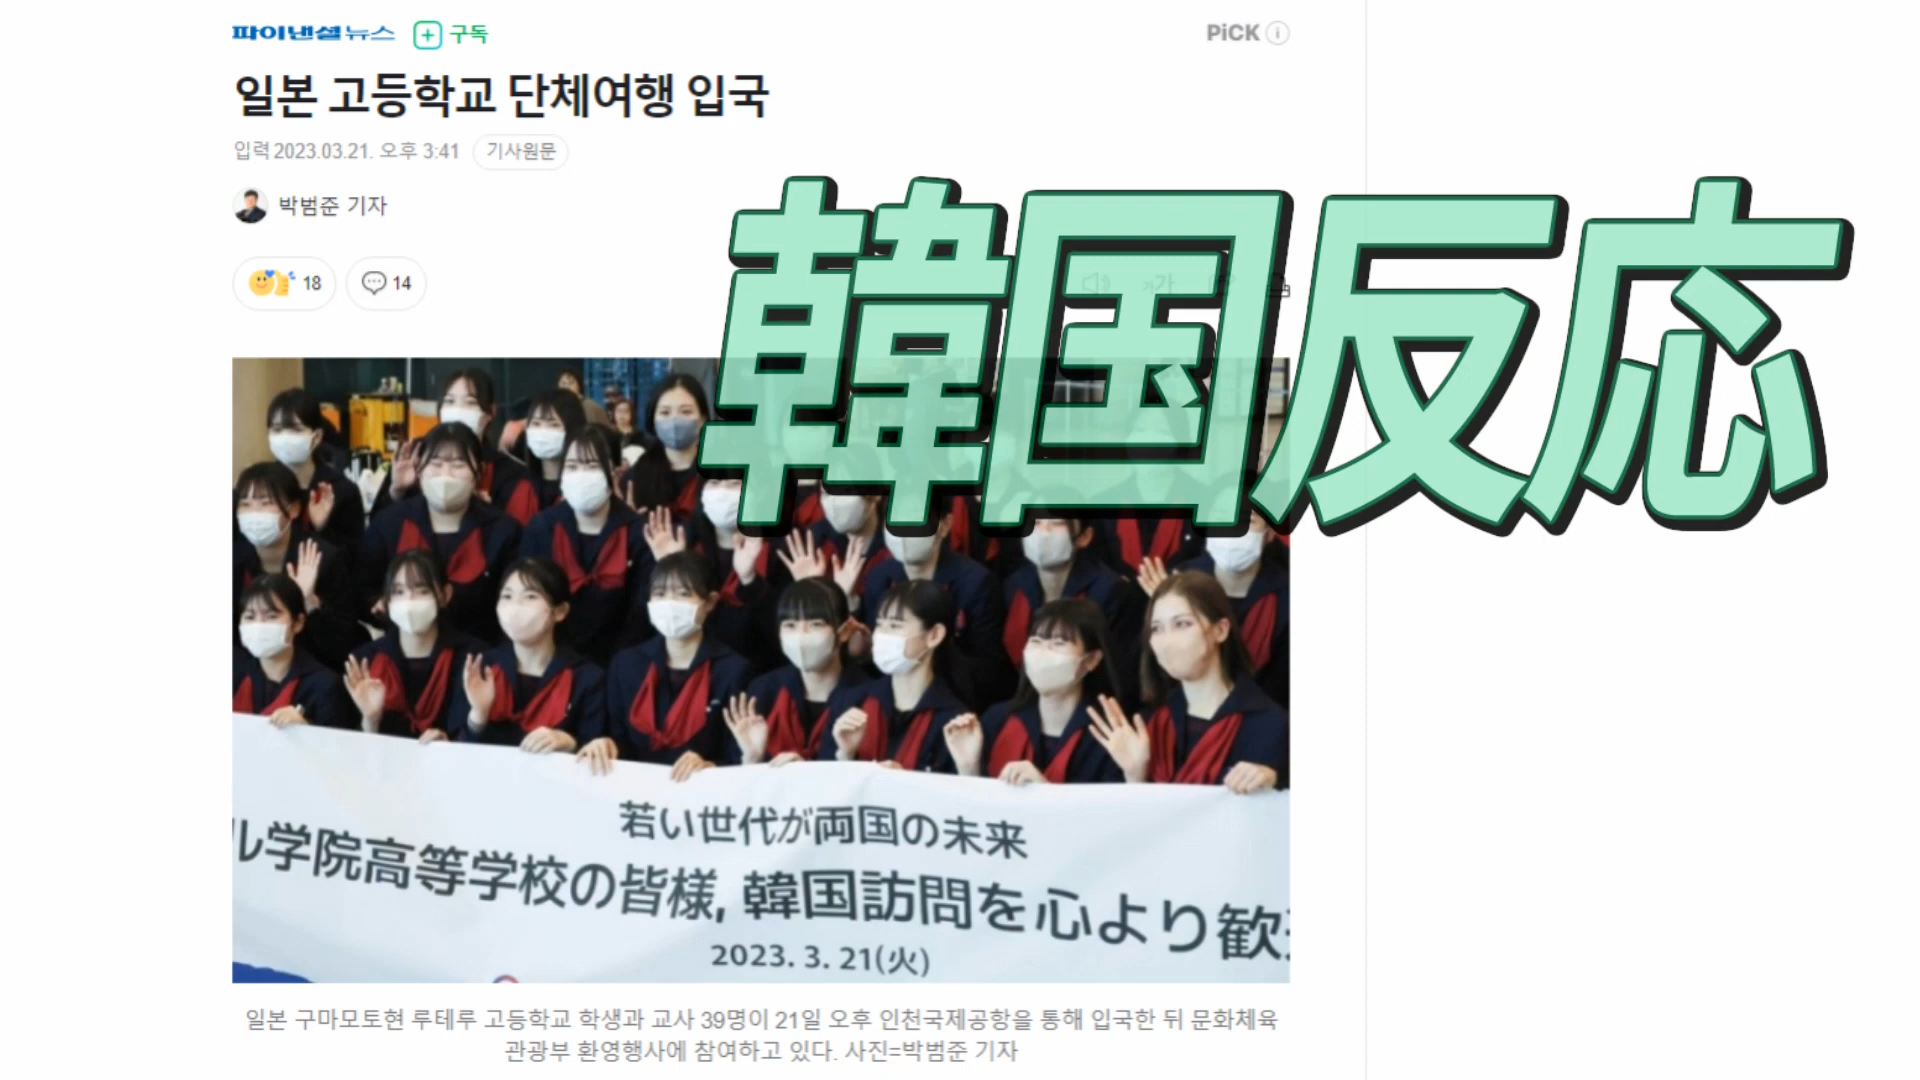 파이낸셜뉴스 구독 PiCK
일본 고등학교 단체여행 입국
입력 2023.03.21. 오후 3:41 기사원문
박범준 기자
18 14
韓国反応
若い世代が両国の未来
ル学院高等学校の皆様, 韓国訪問を心より歓
2023. 3. 21(火)
일본 구마모토현 루테루 고등학교 학생과 교사 39명이 21일 오후 인천국제공항을 통해 입국한 뒤 문화체육
관광부 환영행사에 참여하고 있다. 사진=박범준 기자